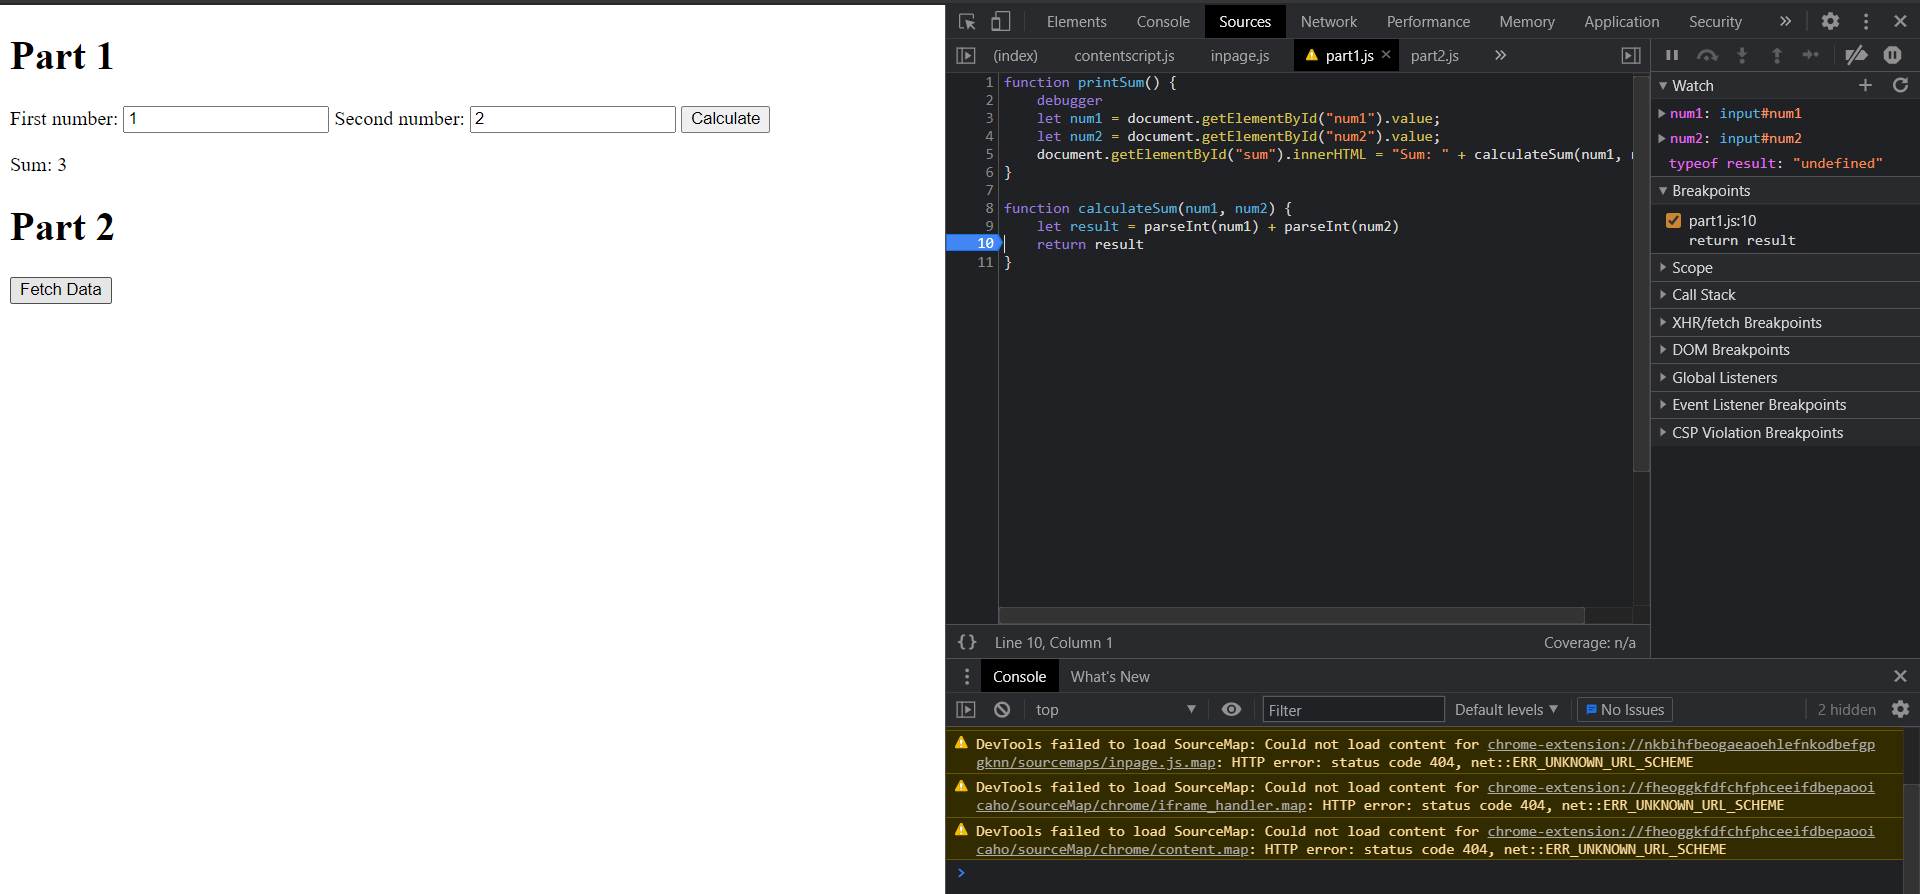 Part 1
First number: 1 Second number: 2 Calculate
Sum: 3
Part 2
Fetch Data
Elements Console Sources Network Performance Memory Application Security »
(index) contentscript.js inpage.js part1.js × part2.js »
1 function printSum() {
2 debugger
3 let num1 = document.getElementById("num1").value;
4 let num2 = document.getElementById("num2").value;
5 document.getElementById("sum").innerHTML = "Sum: " + calculateSum(num1,
6 }
7
8 function calculateSum(num1, num2) {
9 let result = parseInt(num1) + parseInt(num2)
10 return result
11 }
{} Line 10, Column 1 Coverage: n/a
Watch
num1: input#num1
num2: input#num2
typeof result: "undefined"
Breakpoints
part1.js:10
return result
Scope
Call Stack
XHR/fetch Breakpoints
DOM Breakpoints
Global Listeners
Event Listener Breakpoints
CSP Violation Breakpoints
Console What's New
top Filter Default levels No Issues 2 hidden
DevTools failed to load SourceMap: Could not load content for chrome-extension://nkbihfbeogaeaoehlefnkodbefgp
gknn/sourcemaps/inpage.js.map: HTTP error: status code 404, net::ERR_UNKNOWN_URL_SCHEME
DevTools failed to load SourceMap: Could not load content for chrome-extension://fheoggkfdfchfphceeifdbepaooi
caho/sourceMap/chrome/iframe_handler.map: HTTP error: status code 404, net::ERR_UNKNOWN_URL_SCHEME
DevTools failed to load SourceMap: Could not load content for chrome-extension://fheoggkfdfchfphceeifdbepaooi
caho/sourceMap/chrome/content.map: HTTP error: status code 404, net::ERR_UNKNOWN_URL_SCHEME
>